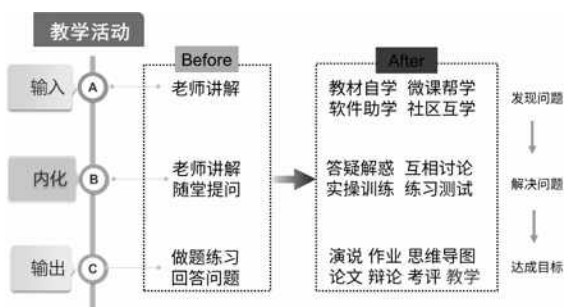 教学活动
Before
After
输入
A
老师讲解
教材自学 微课帮学
软件助学 社区互学
发现问题
内化
B
老师讲解
随堂提问
答疑解惑 互相讨论
实操训练 练习测试
解决问题
输出
C
做题练习
回答问题
演说 作业 思维导图
论文 辩论 考评 教学
达成目标